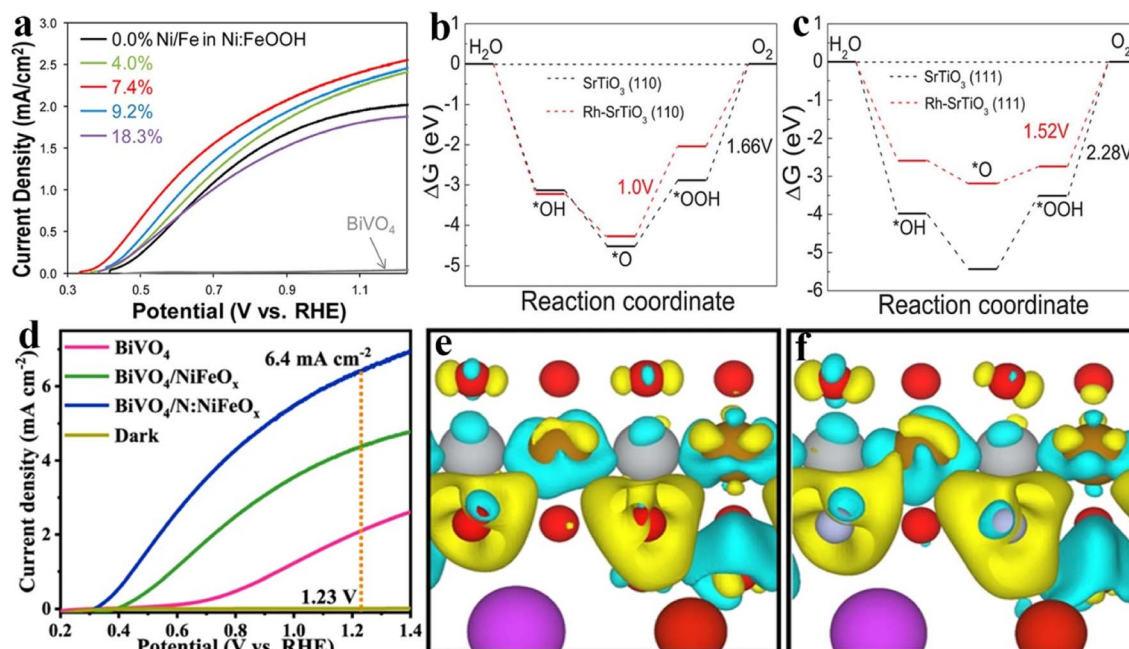 a
3.0
2.5
2.0
1.5
1.0
0.5
0.0
Current Density (mA/cm²)
0.0% Ni/Fe in Ni:FeOOH
4.0%
7.4%
9.2%
18.3%
BiVO₄
0.3 0.5 0.7 0.9 1.1
Potential (V vs. RHE)
b
1
0
-1
-2
-3
-4
-5
ΔG (eV)
H₂O
O₂
SrTiO₃ (110)
Rh-SrTiO₃ (110)
1.66V
1.0V
*OH
*OOH
*O
Reaction coordinate
c
1
0
-1
-2
-3
-4
-5
-6
ΔG (eV)
H₂O
O₂
SrTiO₃ (111)
Rh-SrTiO₃ (111)
1.52V
2.28V
*O
*OH
*OOH
Reaction coordinate
d
6
4
2
0
Current density (mA cm⁻²)
BiVO₄
BiVO₄/NiFeOₓ
BiVO₄/N:NiFeOₓ
Dark
6.4 mA cm⁻²
1.23 V
0.2 0.4 0.6 0.8 1.0 1.2 1.4
Potential (V vs. RHE)
e
f